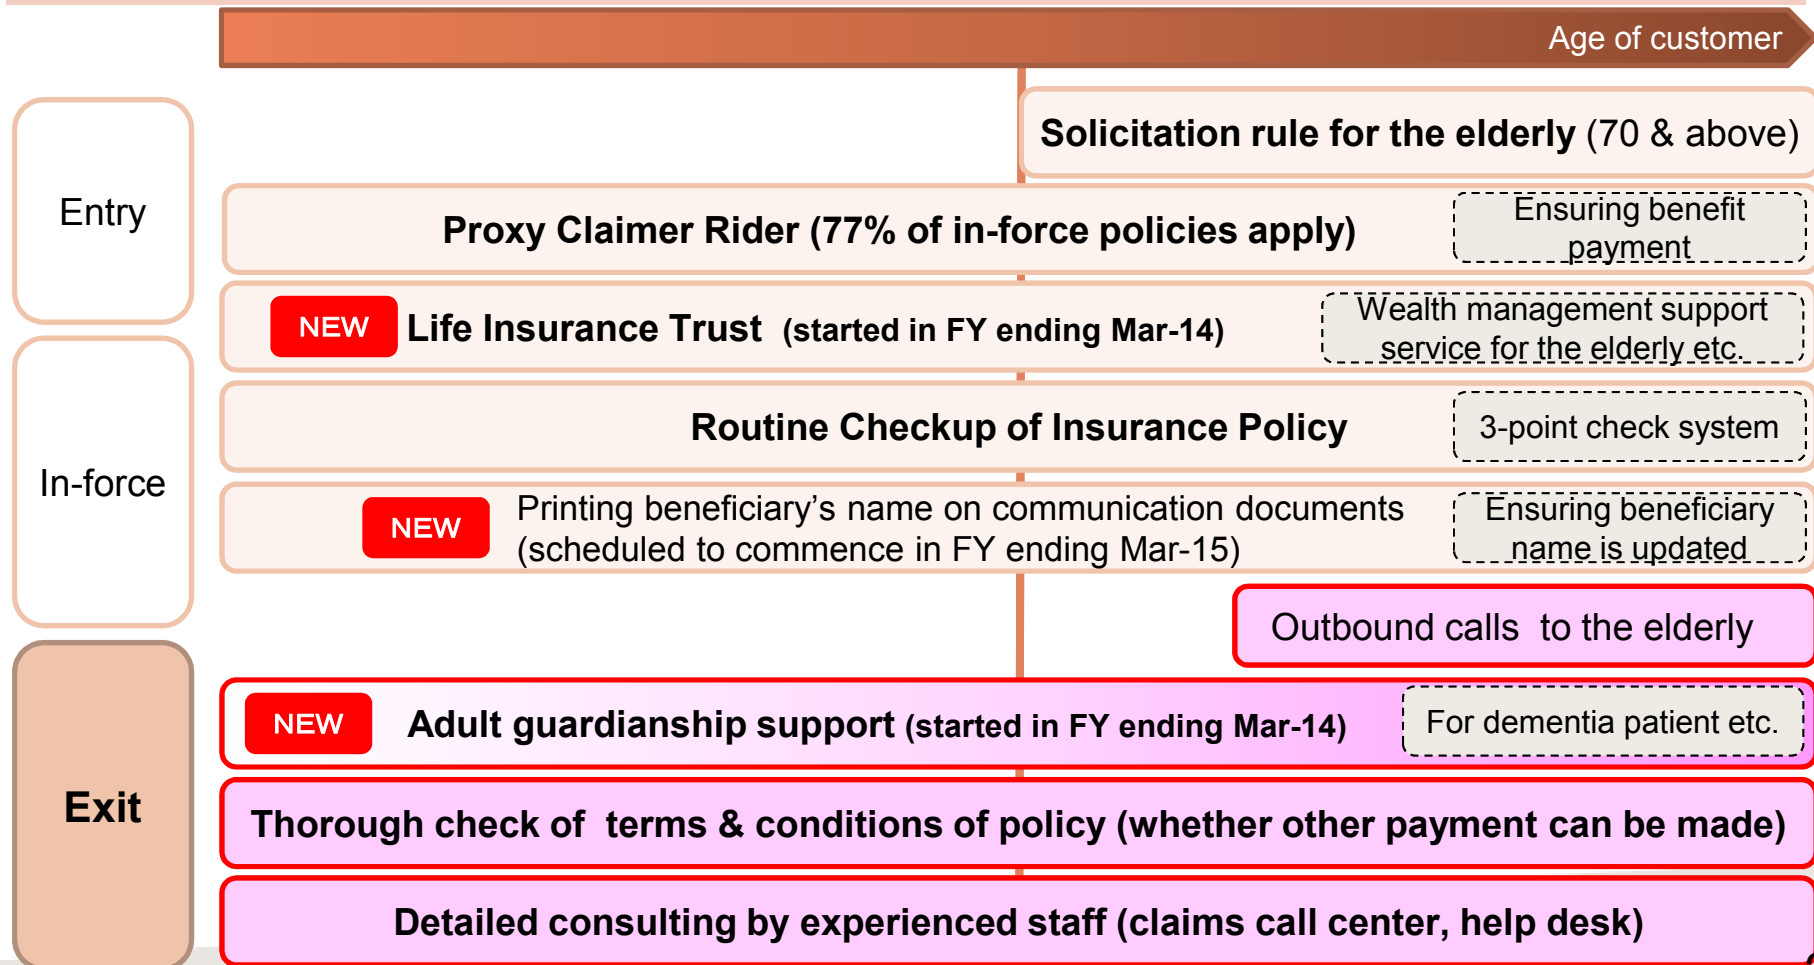 Age of customer
Entry
Solicitation rule for the elderly (70 & above)
Proxy Claimer Rider (77% of in-force policies apply)
Ensuring benefit
payment
NEW
Life Insurance Trust (started in FY ending Mar-14)
Wealth management support
service for the elderly etc.
In-force
Routine Checkup of Insurance Policy
3-point check system
NEW
Printing beneficiary’s name on communication documents
(scheduled to commence in FY ending Mar-15)
Ensuring beneficiary
name is updated
Outbound calls to the elderly
Exit
NEW
Adult guardianship support (started in FY ending Mar-14)
For dementia patient etc.
Thorough check of terms & conditions of policy (whether other payment can be made)
Detailed consulting by experienced staff (claims call center, help desk)